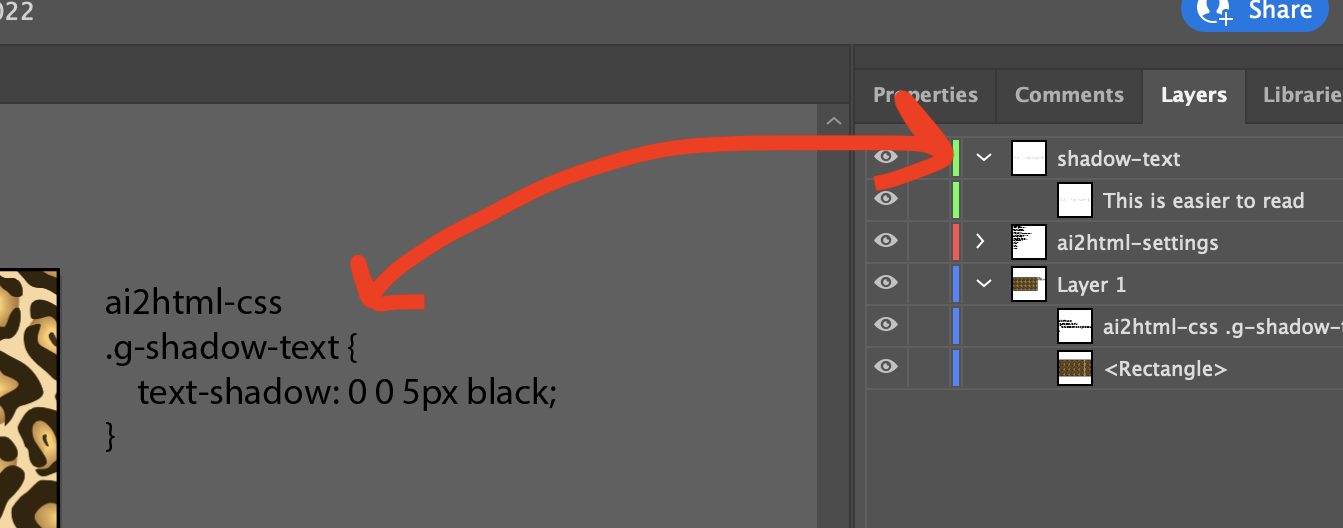 022
Share
Properties Comments Layers Librarie
shadow-text
This is easier to read
ai2html-settings
Layer 1
ai2html-css .g-shadow-t
<Rectangle>
ai2html-css
.g-shadow-text {
    text-shadow: 0 0 5px black;
}